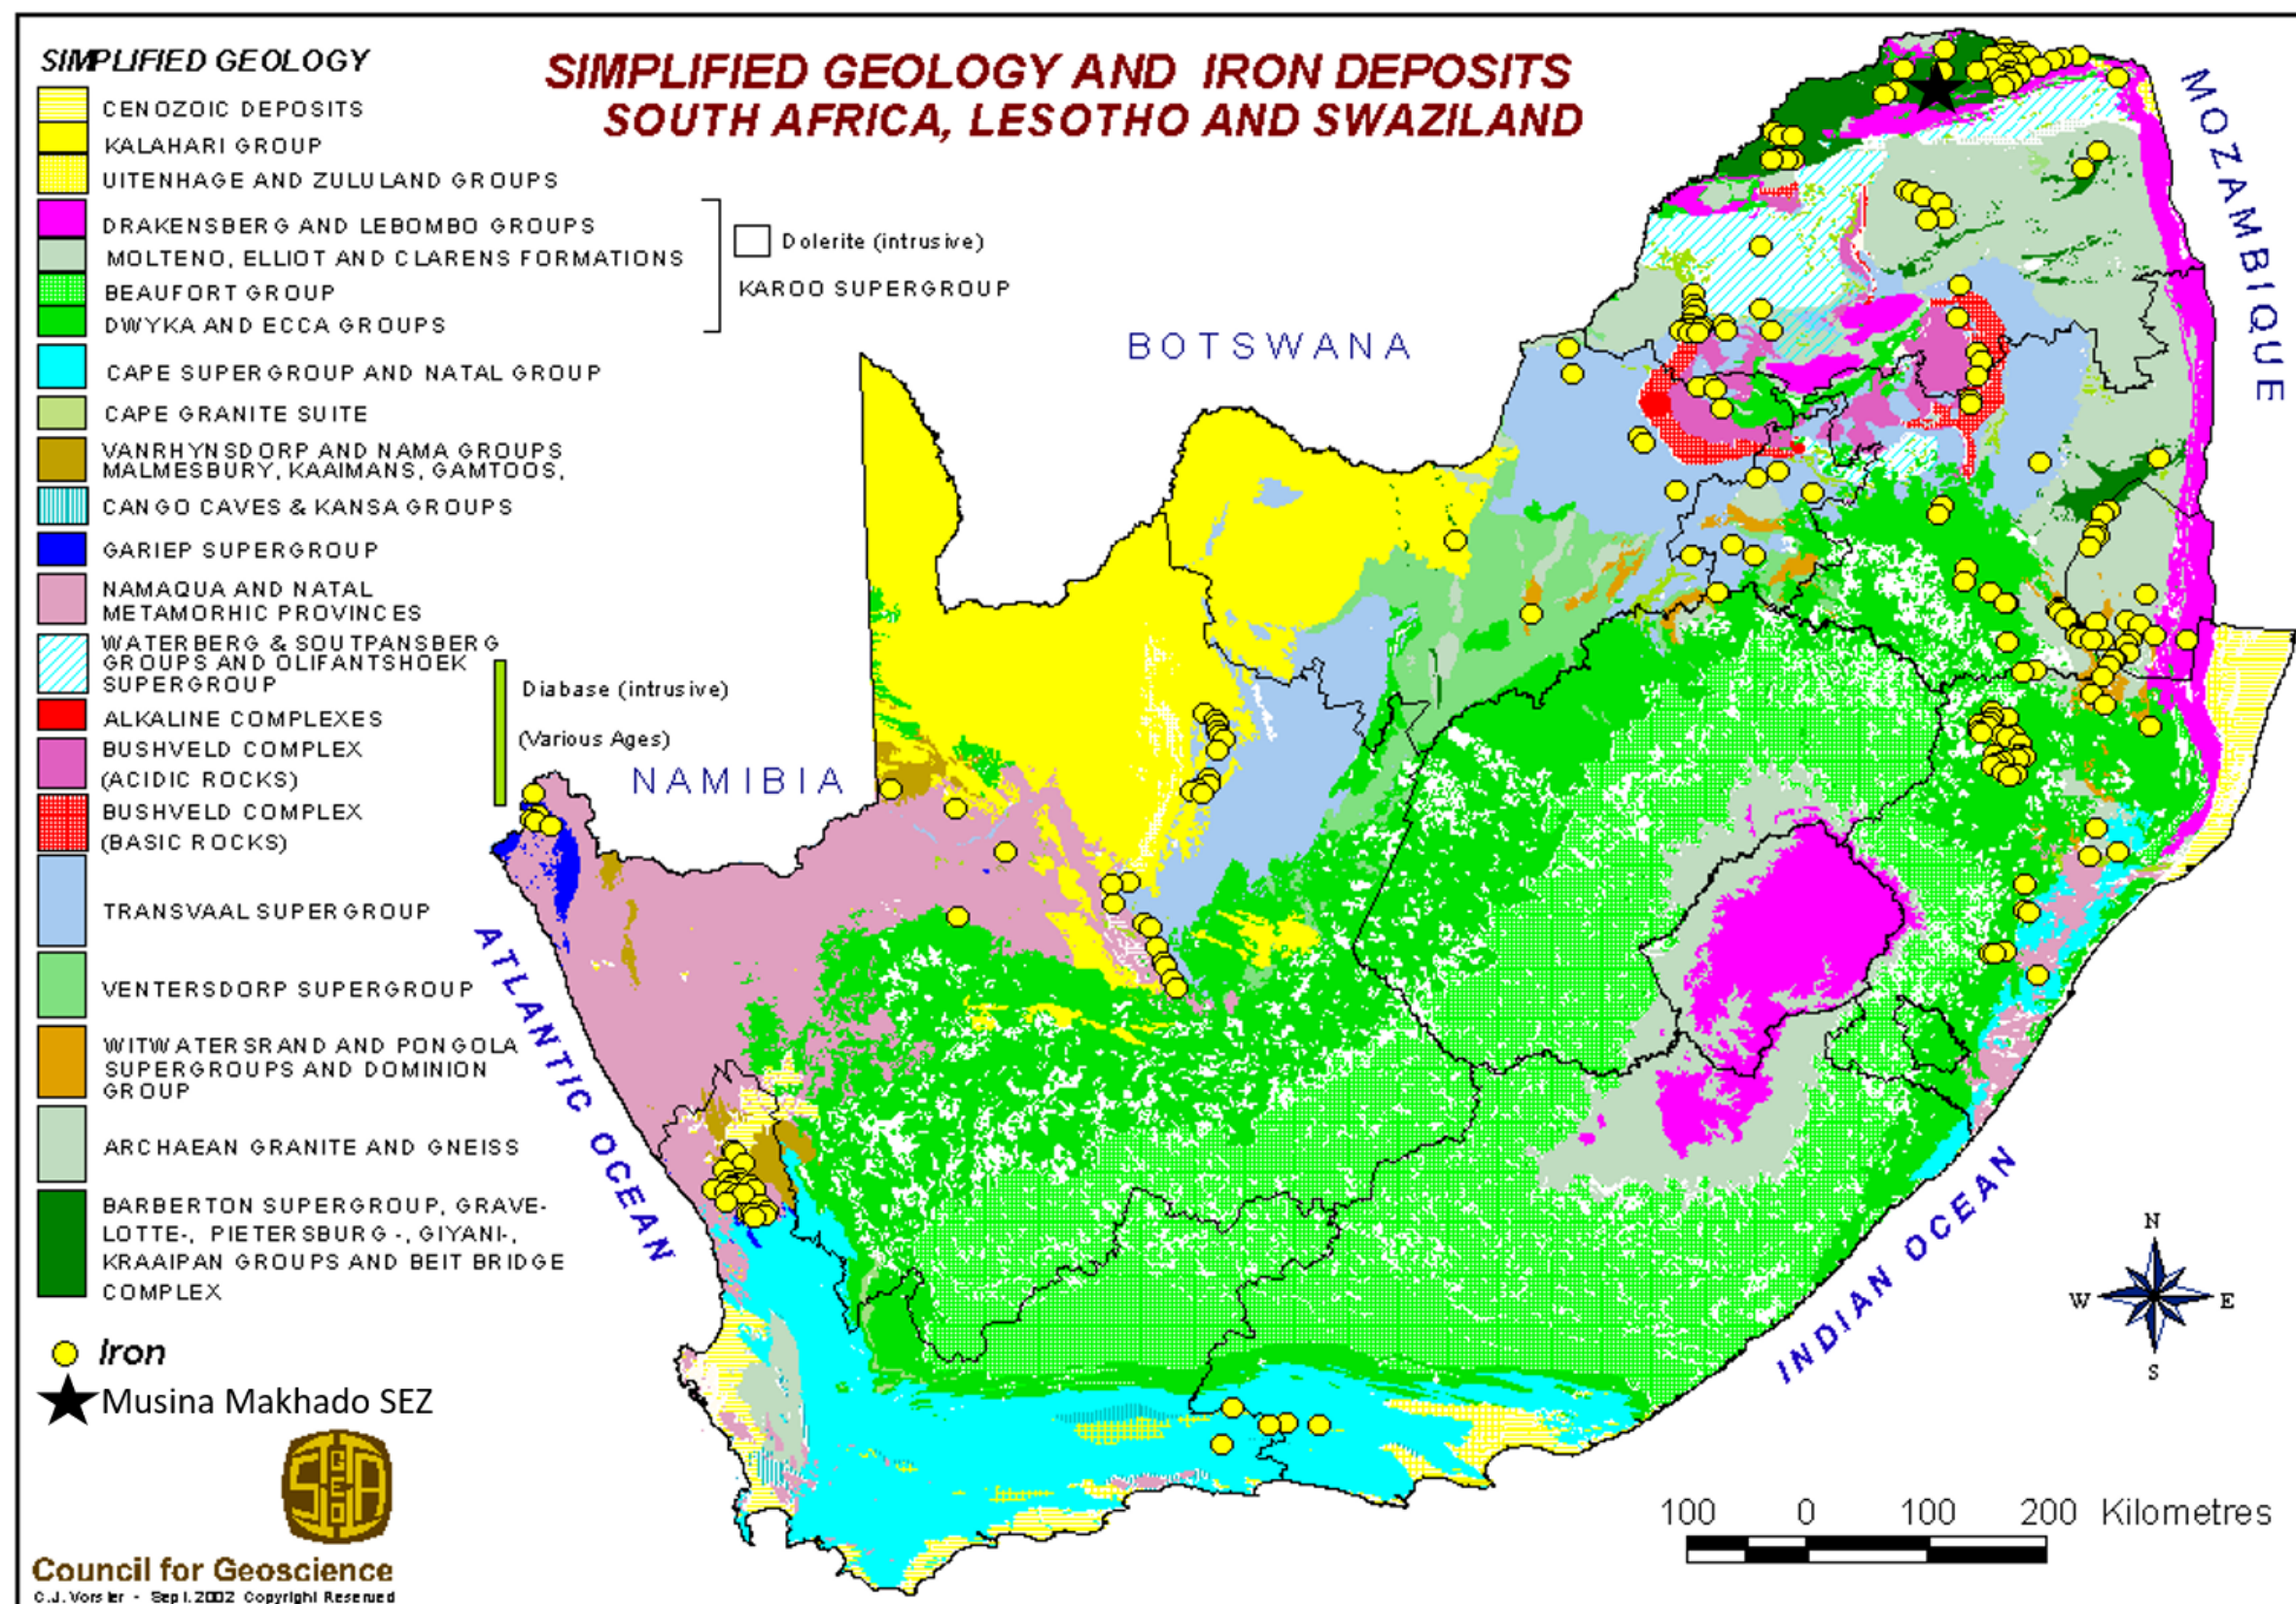 SIMPLIFIED GEOLOGY AND IRON DEPOSITS
SOUTH AFRICA, LESOTHO AND SWAZILAND
SIMPLIFIED GEOLOGY
CENOZOIC DEPOSITS
KALAHARI GROUP
UITENHAGE AND ZULULAND GROUPS
DRAKENSBERG AND LEBOMBO GROUPS
MOLTENO, ELLIOT AND CLARENS FORMATIONS
BEAUFORT GROUP
DWYKA AND ECCA GROUPS
Dolerite (intrusive)
KAROO SUPERGROUP
CAPE SUPERGROUP AND NATAL GROUP
CAPE GRANITE SUITE
VANRHYNSDORP AND NAMA GROUPS
MALMESBURY, KAAIMANS, GAMTOOS,
CANGO CAVES & KANSA GROUPS
GARIEP SUPERGROUP
NAMAQUA AND NATAL
METAMORHIC PROVINCES
WATERBERG & SOUTPANSBERG
GROUPS AND OLIFANTSHOEK
SUPERGROUP
Diabase (intrusive)
(Various Ages)
ALKALINE COMPLEXES
BUSHVELD COMPLEX
(ACIDIC ROCKS)
BUSHVELD COMPLEX
(BASIC ROCKS)
TRANSVAAL SUPERGROUP
VENTERSDORP SUPERGROUP
WITWATERSRAND AND PONGOLA
SUPERGROUPS AND DOMINION
GROUP
ARCHAEAN GRANITE AND GNEISS
BARBERTON SUPERGROUP, GRAVE-
LOTTE-, PIETERSBURG -, GIYANI-,
KRAAIPAN GROUPS AND BEIT BRIDGE
COMPLEX
Iron
Musina Makhado SEZ
SGEOA
Council for Geoscience
C.J. Vorster - Sept.2002 Copyright Reserved
BOTSWANA
MOZAMBIQUE
NAMIBIA
ATLANTIC OCEAN
INDIAN OCEAN
N
W
E
S
100 0 100 200 Kilometres